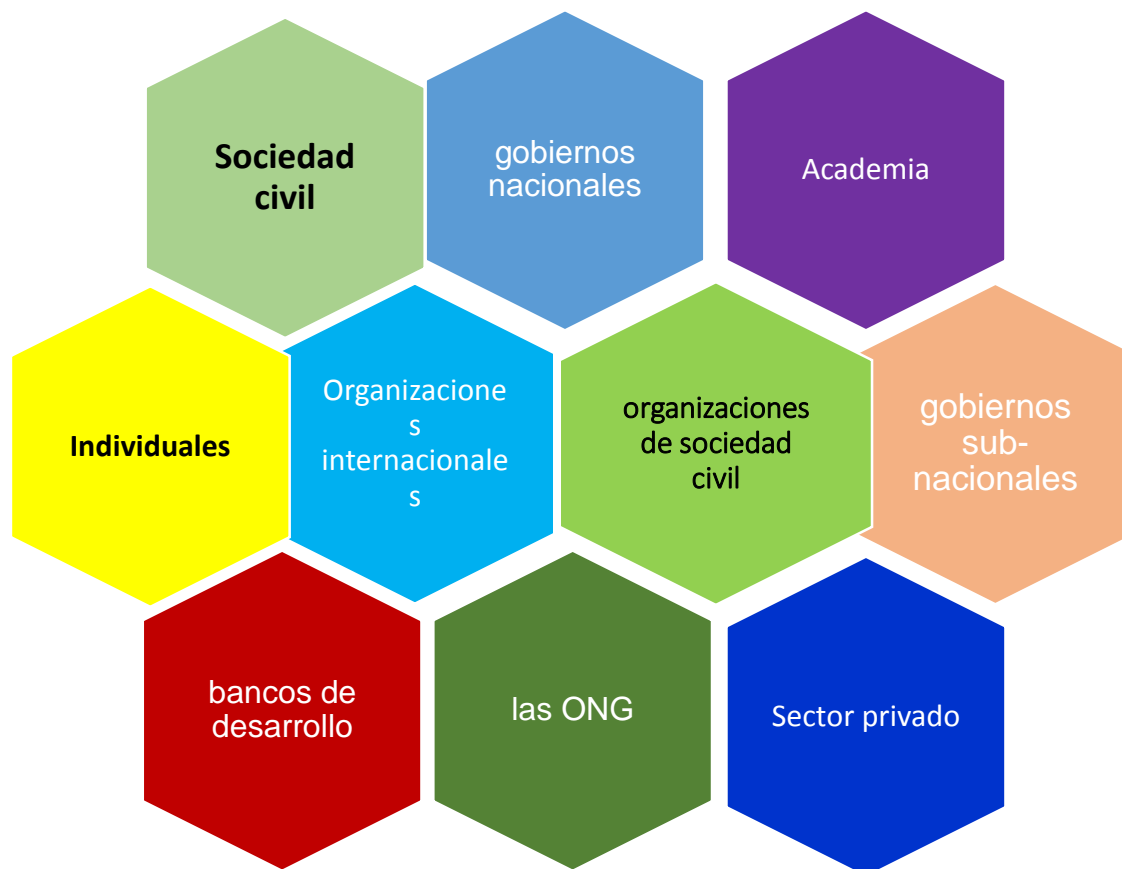 Sociedad
civil
gobiernos
nacionales
Academia
Individuales
Organizacione
s
internacionale
s
organizaciones
de sociedad
civil
gobiernos
sub-
nacionales
bancos de
desarrollo
las ONG
Sector privado